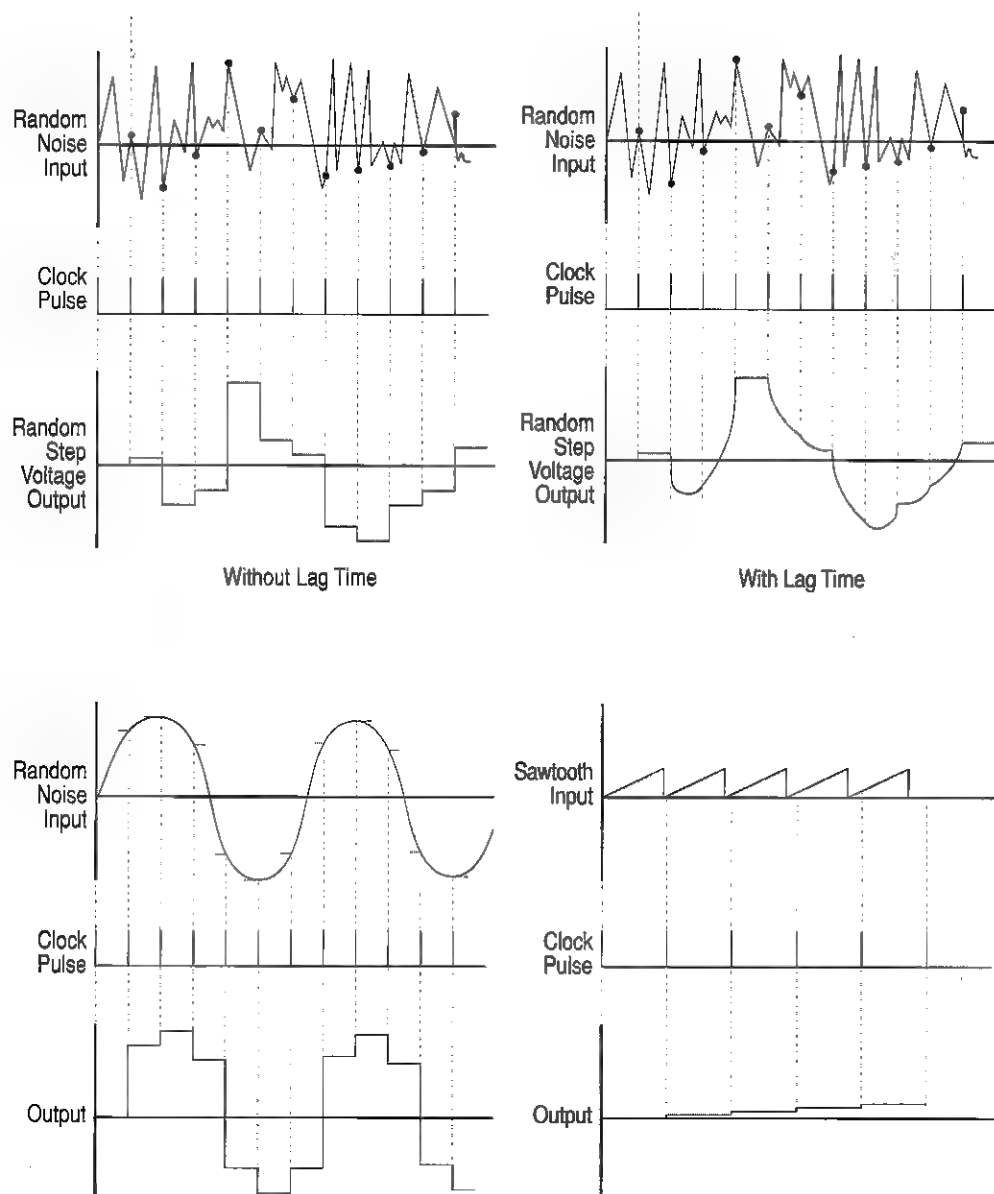 Random
Noise
Input
Clock
Pulse
Random
Step
Voltage
Output
Without Lag Time
Random
Noise
Input
Clock
Pulse
Random
Step
Voltage
Output
With Lag Time
Random
Noise
Input
Clock
Pulse
Output
Sawtooth
Input
Clock
Pulse
Output